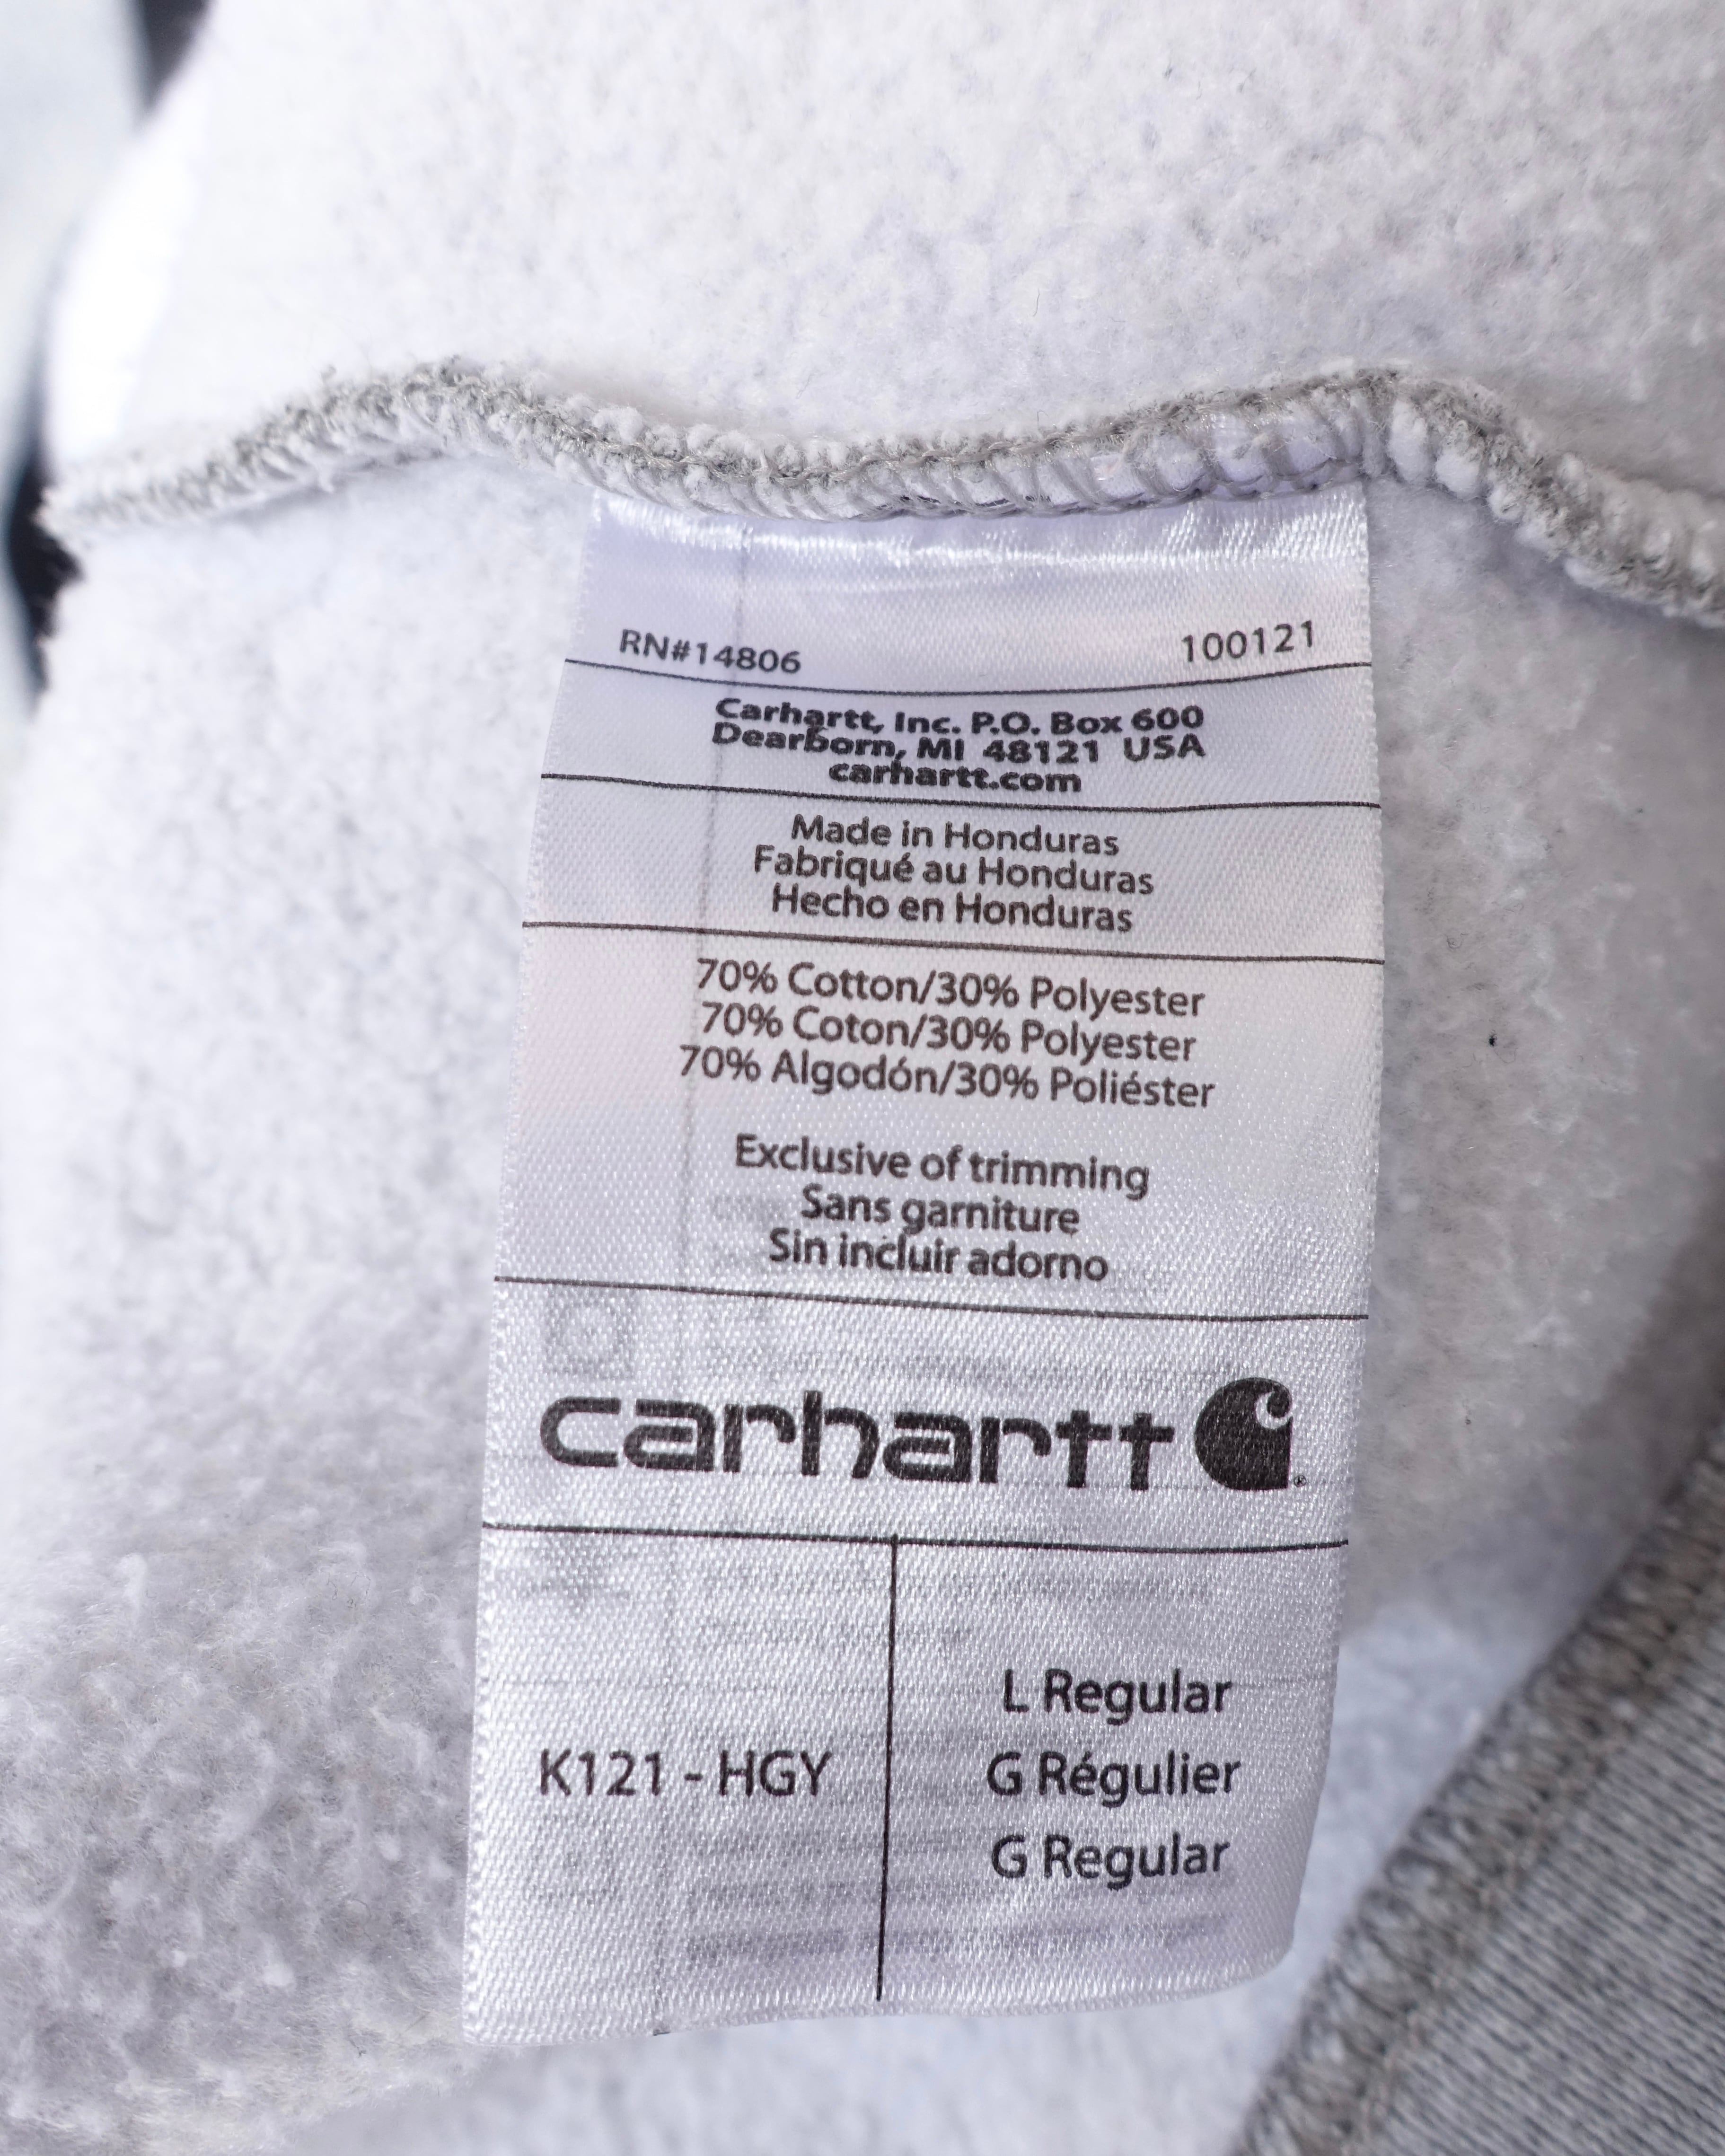 RN#14806 100121
Carhartt, Inc. P.O. Box 600
Dearborn, MI 48121 USA
carhartt.com
Made in Honduras
Fabriqué au Honduras
Hecho en Honduras
70% Cotton/30% Polyester
70% Coton/30% Polyester
70% Algodón/30% Poliéster
Exclusive of trimming
Sans garniture
Sin incluir adorno
carhartt
K121 - HGY
L Regular
G Régulier
G Regular